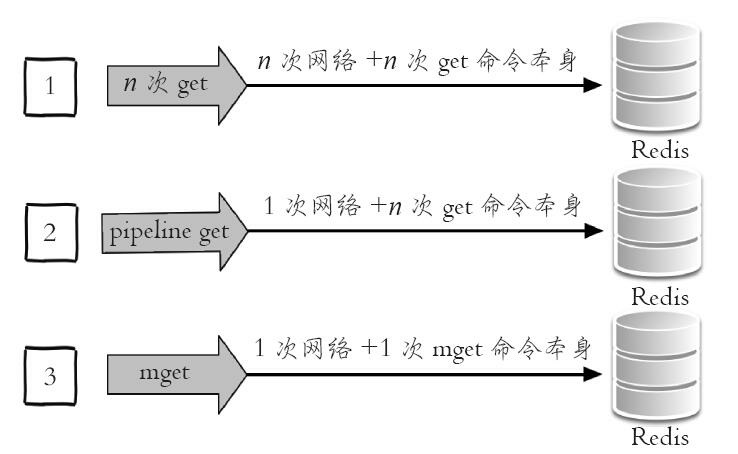 1
n 次 get
n 次网络 +n 次 get 命令本身
Redis
2
pipeline get
1 次网络 +n 次 get 命令本身
Redis
3
mget
1 次网络 +1 次 mget 命令本身
Redis